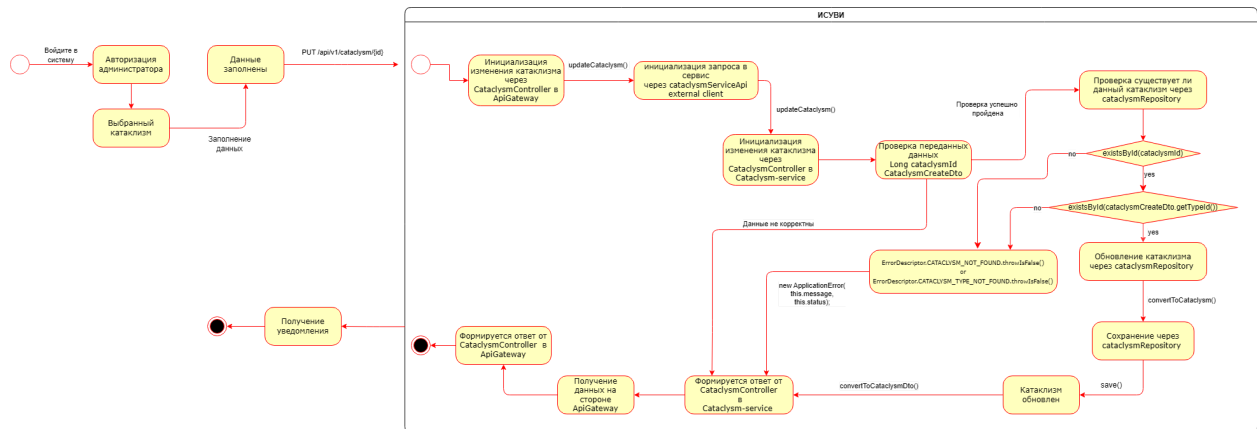 ИСУВИ
Войдите в
систему
Авторизация
администратора
Выбранный
катаклизм
Заполнение
данных
Данные
заполнены
PUT /api/v1/cataclysm/{id}
Инициализация
изменения катаклизма
через
CataclysmController в
ApiGateway
updateCataclysm()
инициализация запроса в
сервис
через cataclysmServiceApi
external client
updateCataclysm()
Инициализация
изменения катаклизма
через
CataclysmController в
Cataclysm-service
Проверка переданных
данных
Long cataclysmId
CataclysmCreateDto
Проверка успешно
пройдена
Проверка существует ли
данный катаклизм через
cataclysmRepository
existsById(cataclysmId)
no
yes
existsById(cataclysmCreateDto.getTypeId())
no
yes
Данные не корректны
ErrorDescriptor.CATACLYSM_NOT_FOUND.throwIsFalse()
or
ErrorDescriptor.CATACLYSM_TYPE_NOT_FOUND.throwIsFalse()
new ApplicationError(
this.message,
this.status);
Обновление катаклизма
через cataclysmRepository
convertToCataclysm()
Сохранение через
cataclysmRepository
save()
Катаклизм
обновлен
convertToCataclysmDto()
Формируется ответ от
CataclysmController
в
Cataclysm-service
Получение
данных на
стороне
ApiGateway
Формируется ответ от
CataclysmController в
ApiGateway
Получение
уведомления